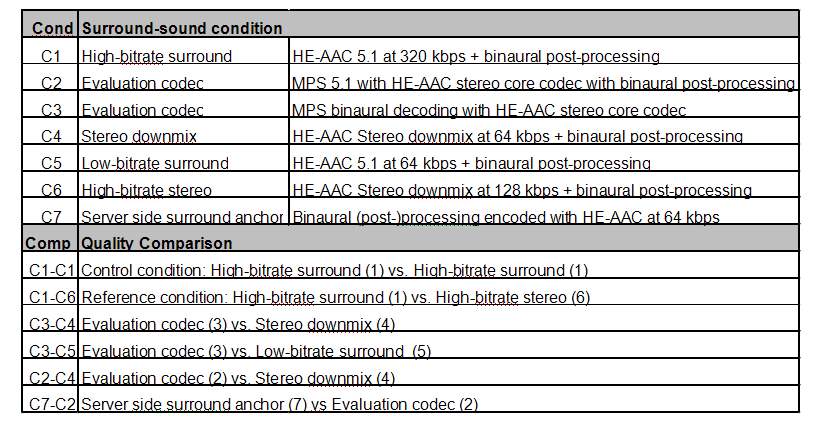 Cond Surround-sound condition
C1 High-bitrate surround HE-AAC 5.1 at 320 kbps + binaural post-processing
C2 Evaluation codec MPS 5.1 with HE-AAC stereo core codec with binaural post-processing
C3 Evaluation codec MPS binaural decoding with HE-AAC stereo core codec
C4 Stereo downmix HE-AAC Stereo downmix at 64 kbps + binaural post-processing
C5 Low-bitrate surround HE-AAC 5.1 at 64 kbps + binaural post-processing
C6 High-bitrate stereo HE-AAC Stereo downmix at 128 kbps + binaural post-processing
C7 Server side surround anchor Binaural (post-)processing encoded with HE-AAC at 64 kbps
Comp Quality Comparison
C1-C1 Control condition: High-bitrate surround (1) vs. High-bitrate surround (1)
C1-C6 Reference condition: High-bitrate surround (1) vs. High-bitrate stereo (6)
C3-C4 Evaluation codec (3) vs. Stereo downmix (4)
C3-C5 Evaluation codec (3) vs. Low-bitrate surround (5)
C2-C4 Evaluation codec (2) vs. Stereo downmix (4)
C7-C2 Server side surround anchor (7) vs Evaluation codec (2)